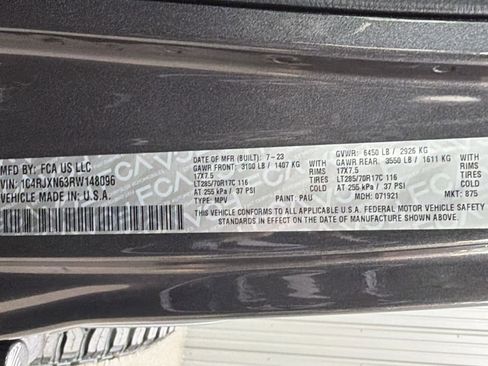 MFD BY: FCA US LLC
VIN: 1C4RJXN63RW148096
VEHICLE MADE IN: U.S.A.
DATE OF MFR (BUILT): 7-23
GAWR FRONT: 3100 LB / 1407 KG
17X7.5 RIMS
LT285/70R17C 116 TIRES
AT 255 kPa / 37 PSI
TYPE: MPV
GVWR: 6450 LB / 2926 KG
GAWR REAR: 3550 LB / 1611 KG
17X7.5 RIMS
LT285/70R17C 116 TIRES
AT 255 kPa / 37 PSI
PAINT: PAU MDH: 071921 MKT: 875
THIS VEHICLE CONFORMS TO ALL APPLICABLE U.S.A. FEDERAL MOTOR VEHICLE SAFETY
STANDARDS IN EFFECT ON THE DATE OF MANUFACTURE SHOWN ABOVE.